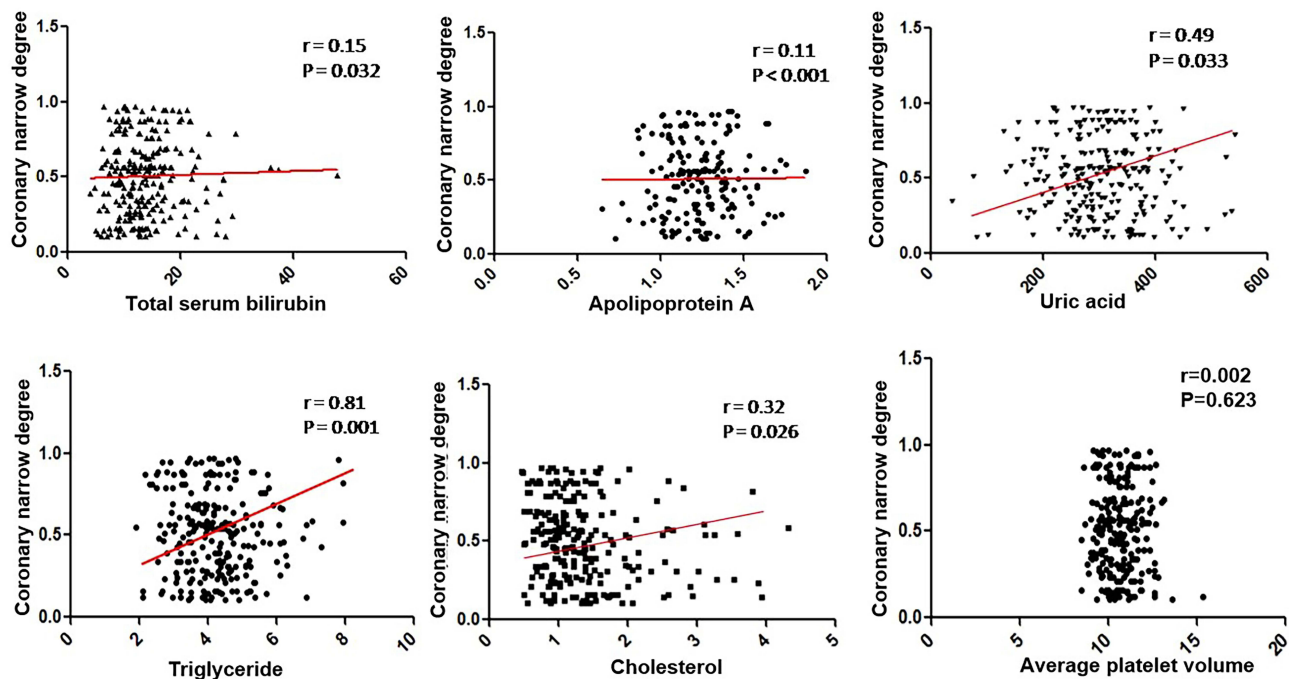 Coronary narrow degree
1.5
1.0
0.5
0.0
r = 0.15
P = 0.032
0
20
40
60
Total serum bilirubin
Coronary narrow degree
1.5
1.0
0.5
0.0
r = 0.11
P < 0.001
0.0
0.5
1.0
1.5
2.0
Apolipoprotein A
Coronary narrow degree
1.5
1.0
0.5
0.0
r = 0.49
P = 0.033
0
200
400
600
Uric acid
Coronary narrow degree
1.5
1.0
0.5
0.0
r = 0.81
P = 0.001
0
2
4
6
8
10
Triglyceride
Coronary narrow degree
1.5
1.0
0.5
0.0
r = 0.32
P = 0.026
0
1
2
3
4
5
Cholesterol
Coronary narrow degree
1.5
1.0
0.5
0.0
r=0.002
P=0.623
0
5
10
15
20
Average platelet volume